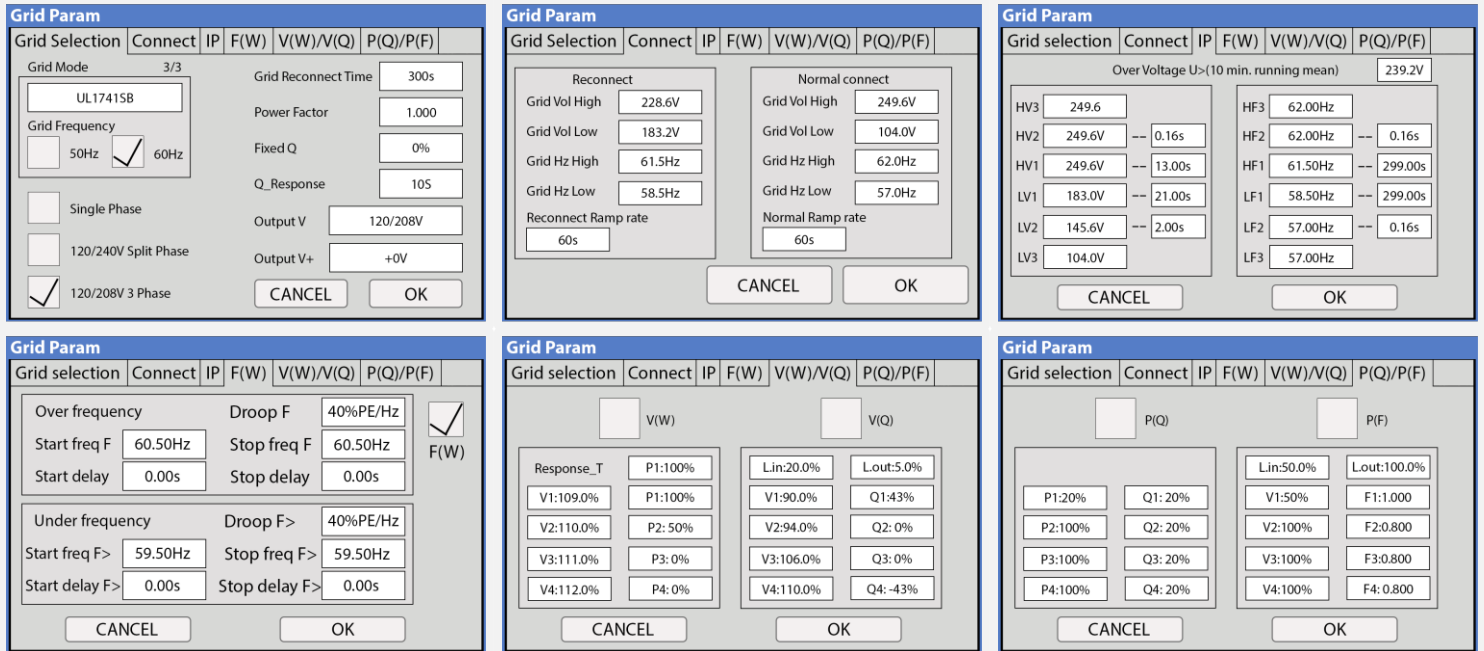 Grid Param
Grid Selection Connect IP F(W) V(W)/V(Q) P(Q)/P(F)
Grid Mode 3/3
UL1741SB
Grid Frequency
50Hz 60Hz
Single Phase
120/240V Split Phase
120/208V 3 Phase
Grid Reconnect Time 300s
Power Factor 1.000
Fixed Q 0%
Q_Response 10S
Output V 120/208V
Output V+ +0V
CANCEL OK
Grid Param
Grid Selection Connect IP F(W) V(W)/V(Q) P(Q)/P(F)
Reconnect
Grid Vol High 228.6V
Grid Vol Low 183.2V
Grid Hz High 61.5Hz
Grid Hz Low 58.5Hz
Reconnect Ramp rate
60s
Normal connect
Grid Vol High 249.6V
Grid Vol Low 104.0V
Grid Hz High 62.0Hz
Grid Hz Low 57.0Hz
Normal Ramp rate
60s
CANCEL OK
Grid Param
Grid selection Connect IP F(W) V(W)/V(Q) P(Q)/P(F)
Over Voltage U>(10 min. running mean) 239.2V
HV3 249.6
HV2 249.6V -- 0.16s
HV1 249.6V -- 13.00s
LV1 183.0V -- 21.00s
LV2 145.6V -- 2.00s
LV3 104.0V
HF3 62.00Hz
HF2 62.00Hz -- 0.16s
HF1 61.50Hz -- 299.00s
LF1 58.50Hz -- 299.00s
LF2 57.00Hz -- 0.16s
LF3 57.00Hz
CANCEL OK
Grid Param
Grid selection Connect IP F(W) V(W)/V(Q) P(Q)/P(F)
Over frequency Droop F 40%PE/Hz
Start freq F 60.50Hz Stop freq F 60.50Hz
Start delay 0.00s Stop delay 0.00s
F(W)
Under frequency Droop F> 40%PE/Hz
Start freq F> 59.50Hz Stop freq F> 59.50Hz
Start delay F> 0.00s Stop delay F> 0.00s
CANCEL OK
Grid Param
Grid selection Connect IP F(W) V(W)/V(Q) P(Q)/P(F)
V(W) V(Q)
Response_T P1:100%
V1:109.0% P1:100%
V2:110.0% P2: 50%
V3:111.0% P3: 0%
V4:112.0% P4: 0%
L.in:20.0% L.out:5.0%
V1:90.0% Q1:43%
V2:94.0% Q2: 0%
V3:106.0% Q3: 0%
V4:110.0% Q4: -43%
CANCEL OK
Grid Param
Grid selection Connect IP F(W) V(W)/V(Q) P(Q)/P(F)
P(Q) P(F)
P1:20% Q1: 20%
P2:100% Q2: 20%
P3:100% Q3: 20%
P4:100% Q4: 20%
L.in:50.0% L.out:100.0%
V1:50% F1:1.000
V2:100% F2:0.800
V3:100% F3:0.800
V4:100% F4: 0.800
CANCEL OK